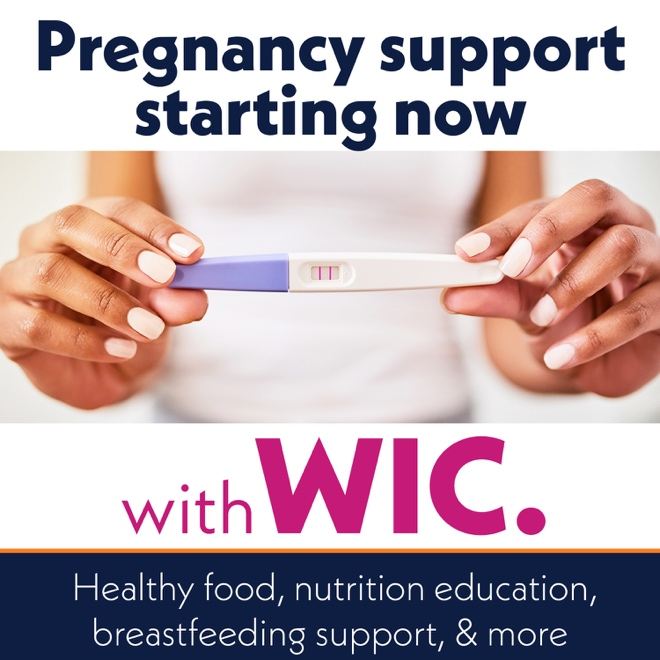 Pregnancy support
starting now
with WIC.
Healthy food, nutrition education,
breastfeeding support, & more